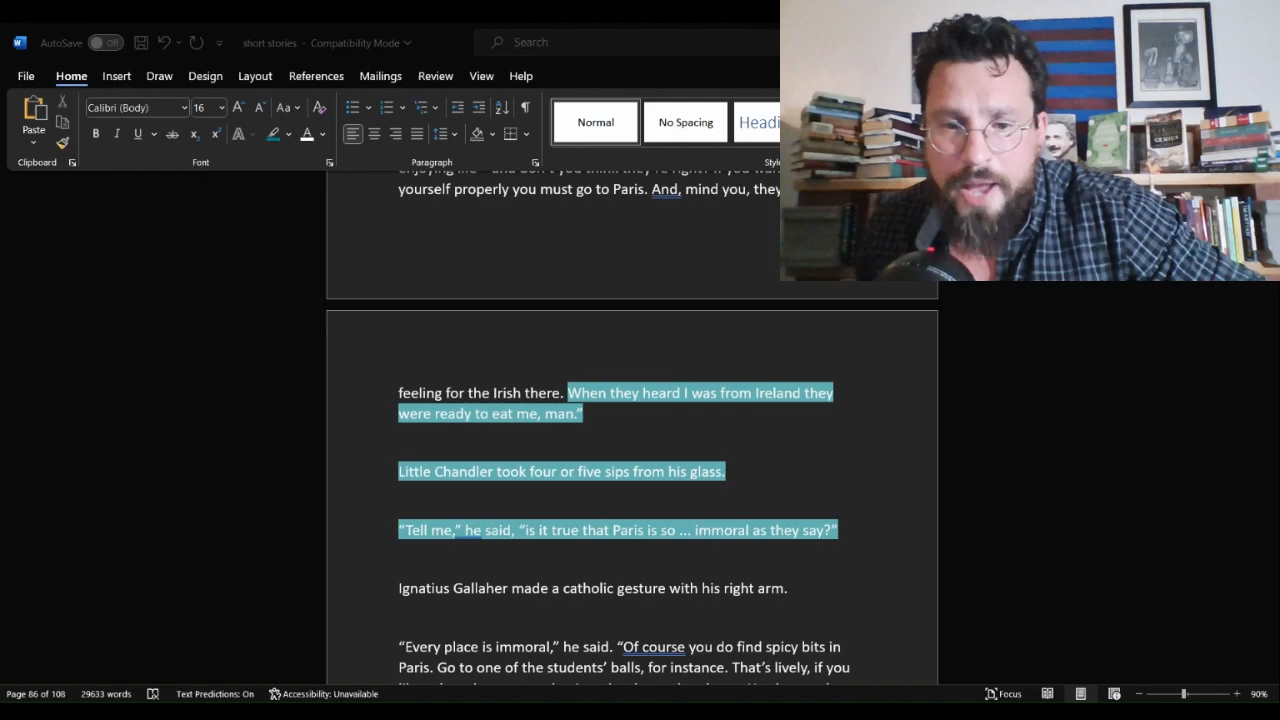 AutoSave Off short stories - Compatibility Mode Search
File Home Insert Draw Design Layout References Mailings Review View Help
Paste Calibri (Body) 16 Aa Normal No Spacing Headi
Clipboard Font Paragraph Style
yourself properly you must go to Paris. And, mind you, they
feeling for the Irish there. When they heard I was from Ireland they
were ready to eat me, man.”
Little Chandler took four or five sips from his glass.
“Tell me,” he said, “is it true that Paris is so ... immoral as they say?”
Ignatius Gallaher made a catholic gesture with his right arm.
“Every place is immoral,” he said. “Of course you do find spicy bits in
Paris. Go to one of the students’ balls, for instance. That’s lively, if you
Page 86 of 108 29633 words Text Predictions: On Accessibility: Unavailable Focus 90%
GENIUS